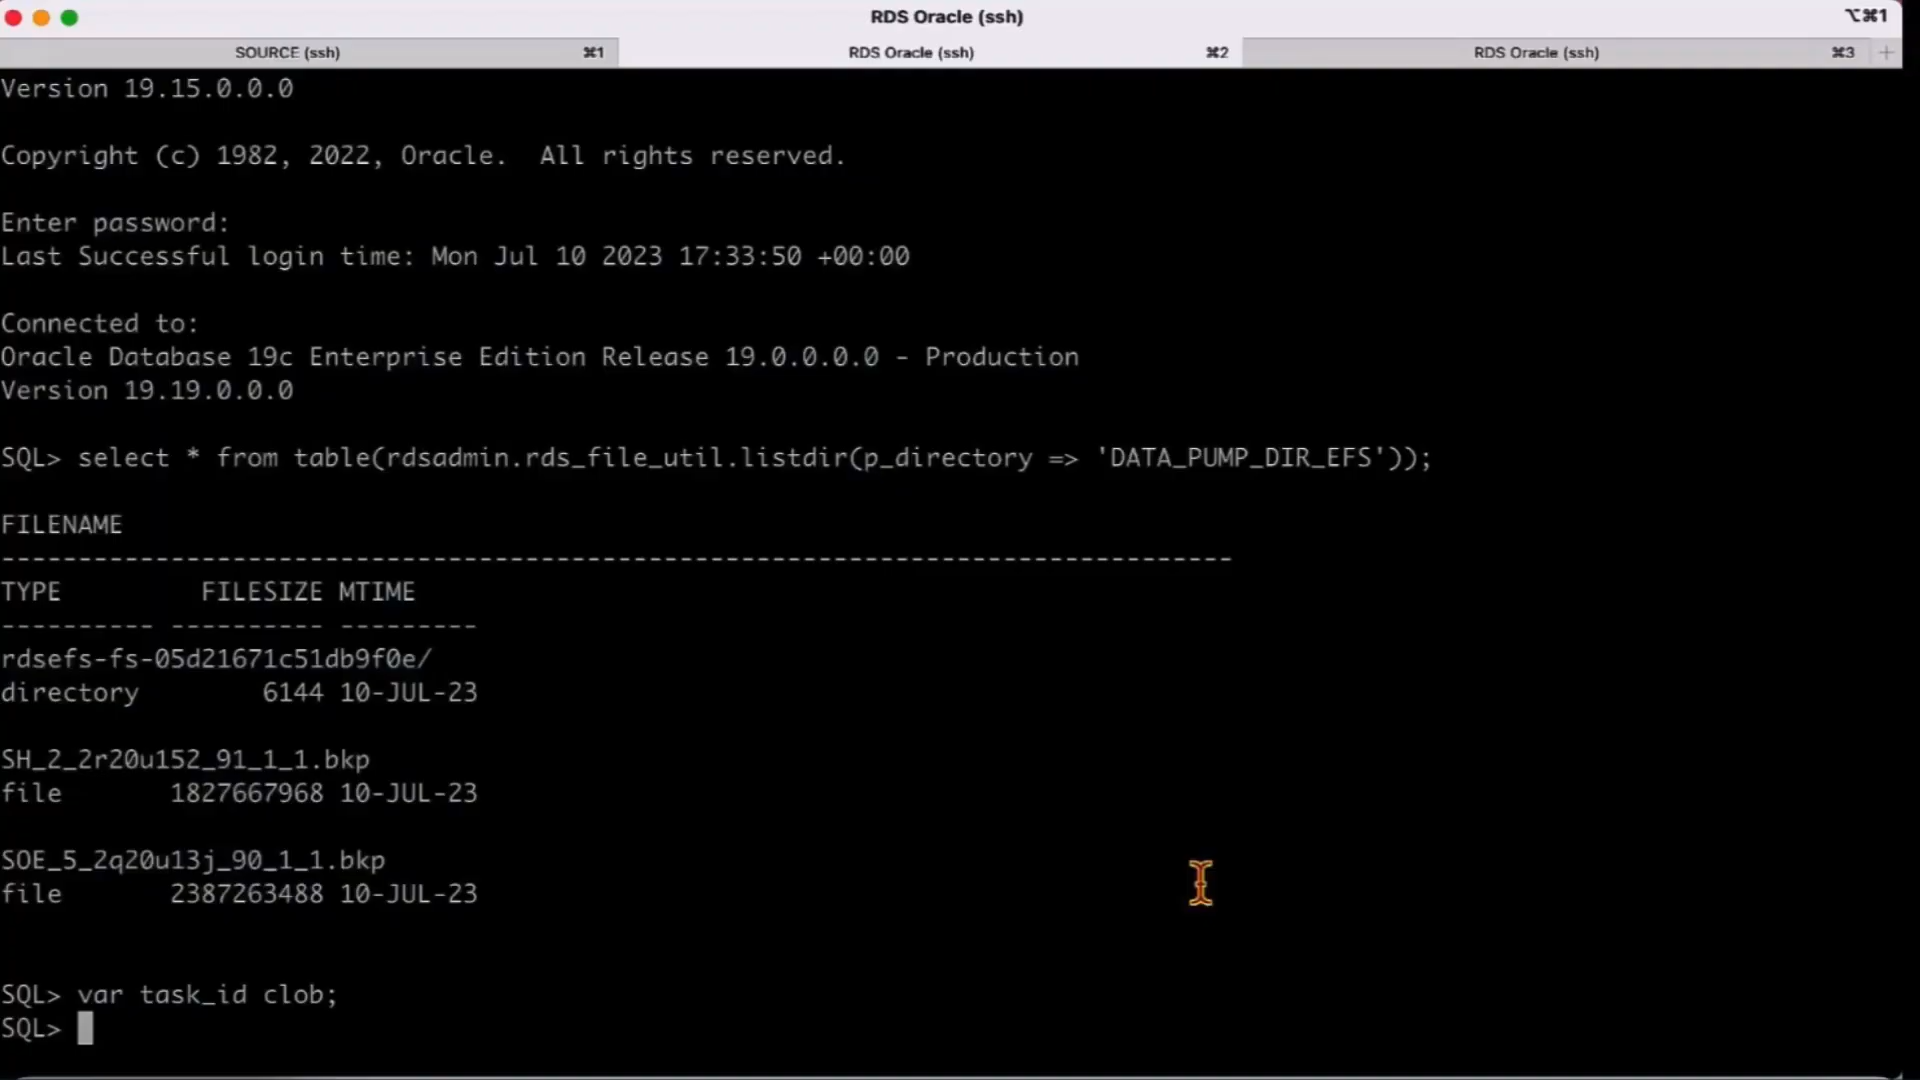 RDS Oracle (ssh)
⌥⌘1
SOURCE (ssh) ⌘1 RDS Oracle (ssh) ⌘2 RDS Oracle (ssh) ⌘3 +
Version 19.15.0.0.0
Copyright (c) 1982, 2022, Oracle.  All rights reserved.
Enter password:
Last Successful login time: Mon Jul 10 2023 17:33:50 +00:00
Connected to:
Oracle Database 19c Enterprise Edition Release 19.0.0.0.0 - Production
Version 19.19.0.0.0
SQL> select * from table(rdsadmin.rds_file_util.listdir(p_directory => 'DATA_PUMP_DIR_EFS'));
FILENAME
--------------------------------------------------------------------------------
TYPE         FILESIZE MTIME
---------- ---------- ---------
rdsefs-fs-05d21671c51db9f0e/
directory        6144 10-JUL-23
SH_2_2r20u152_91_1_1.bkp
file       1827667968 10-JUL-23
SOE_5_2q20u13j_90_1_1.bkp
file       2387263488 10-JUL-23
SQL> var task_id clob;
SQL>